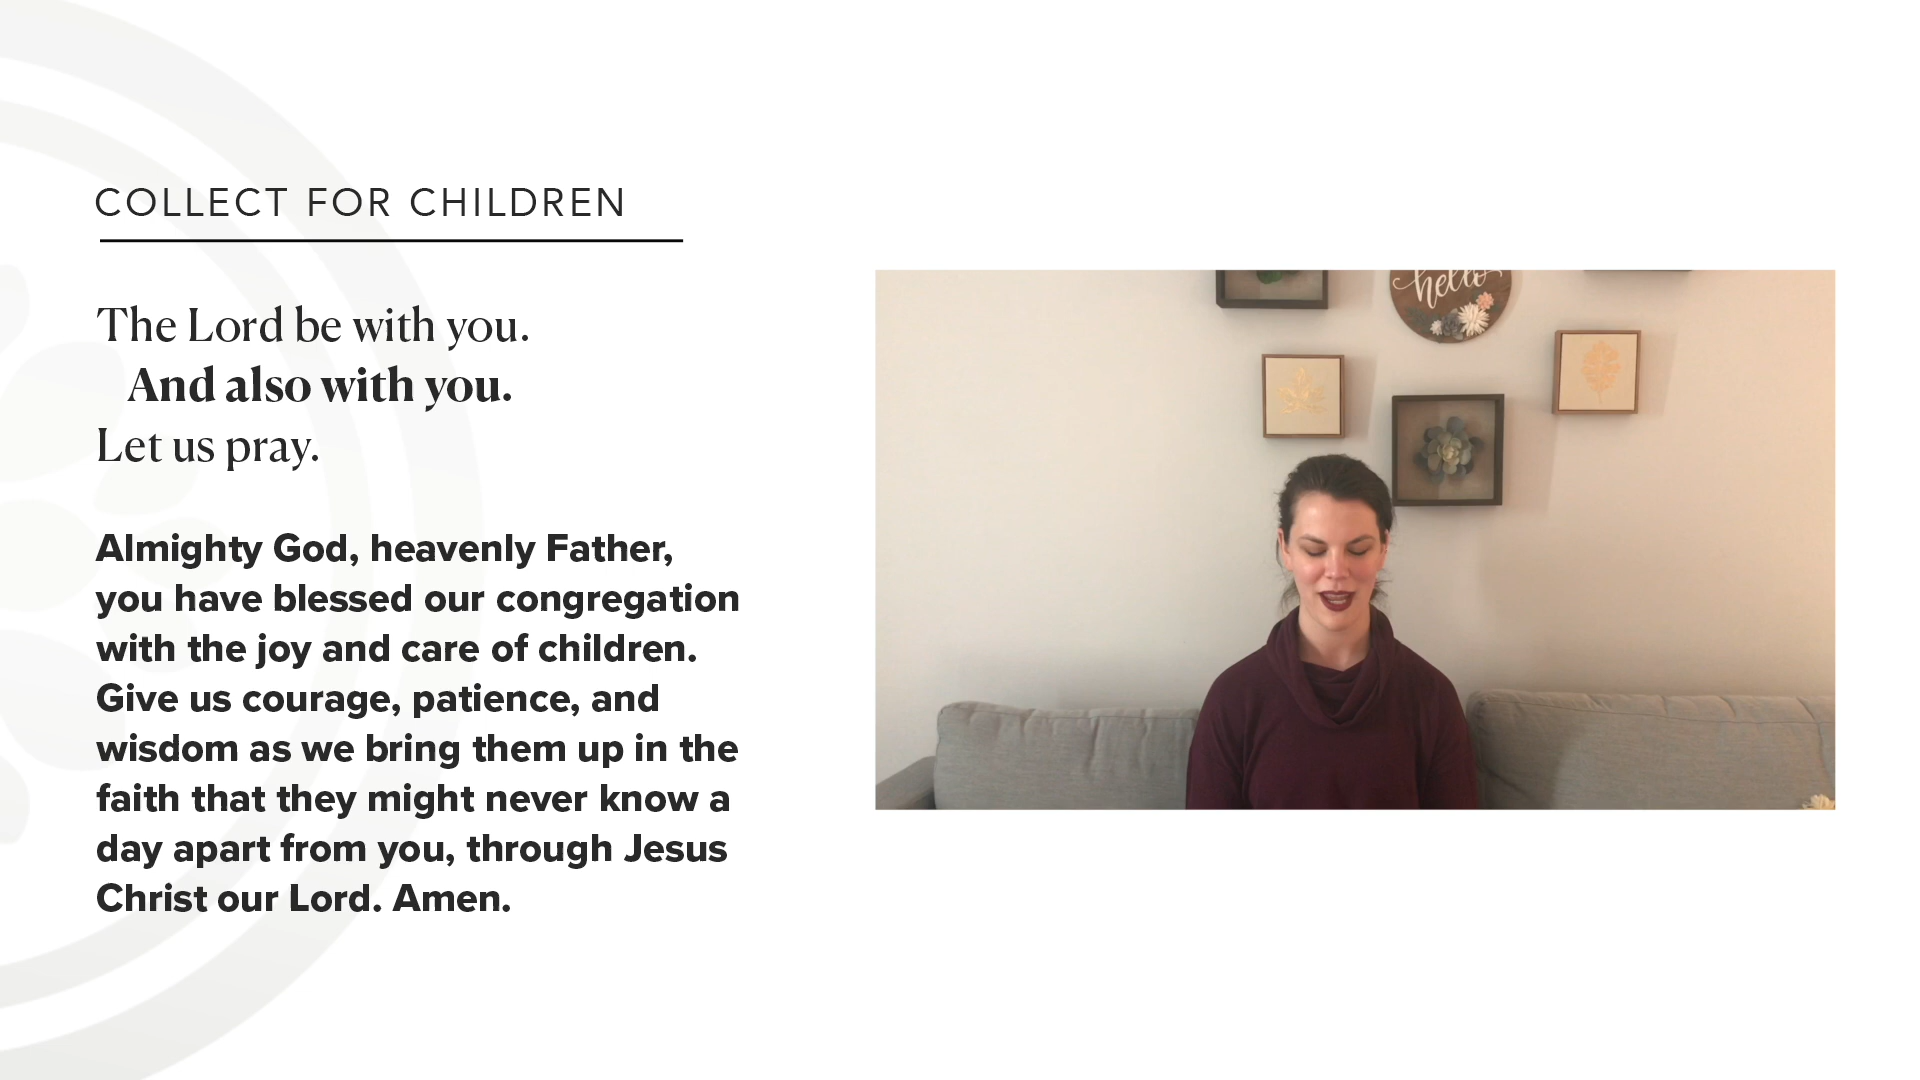 COLLECT FOR CHILDREN
The Lord be with you.
And also with you.
Let us pray.
Almighty God, heavenly Father,
you have blessed our congregation
with the joy and care of children.
Give us courage, patience, and
wisdom as we bring them up in the
faith that they might never know a
day apart from you, through Jesus
Christ our Lord. Amen.
hello